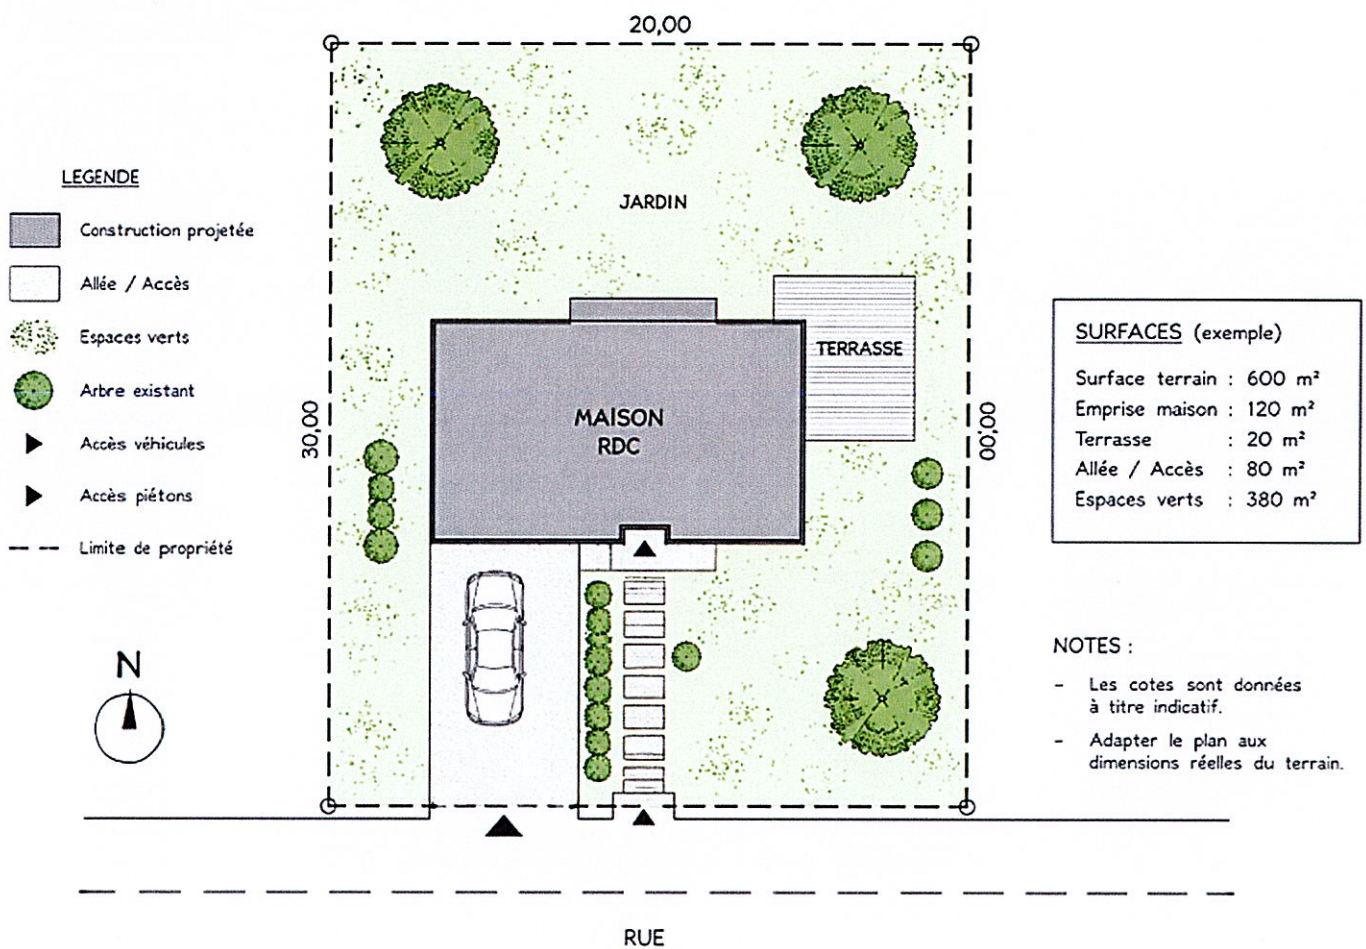 20,00
LEGENDE
Construction projetée
Allée / Accès
Espaces verts
Arbre existant
Accès véhicules
Accès piétons
Limite de propriété
N
JARDIN
TERRASSE
MAISON
RDC
30,00
00,00
SURFACES (exemple)
Surface terrain : 600 m²
Emprise maison : 120 m²
Terrasse : 20 m²
Allée / Accès : 80 m²
Espaces verts : 380 m²
NOTES :
- Les cotes sont données
à titre indicatif.
- Adapter le plan aux
dimensions réelles du terrain.
RUE